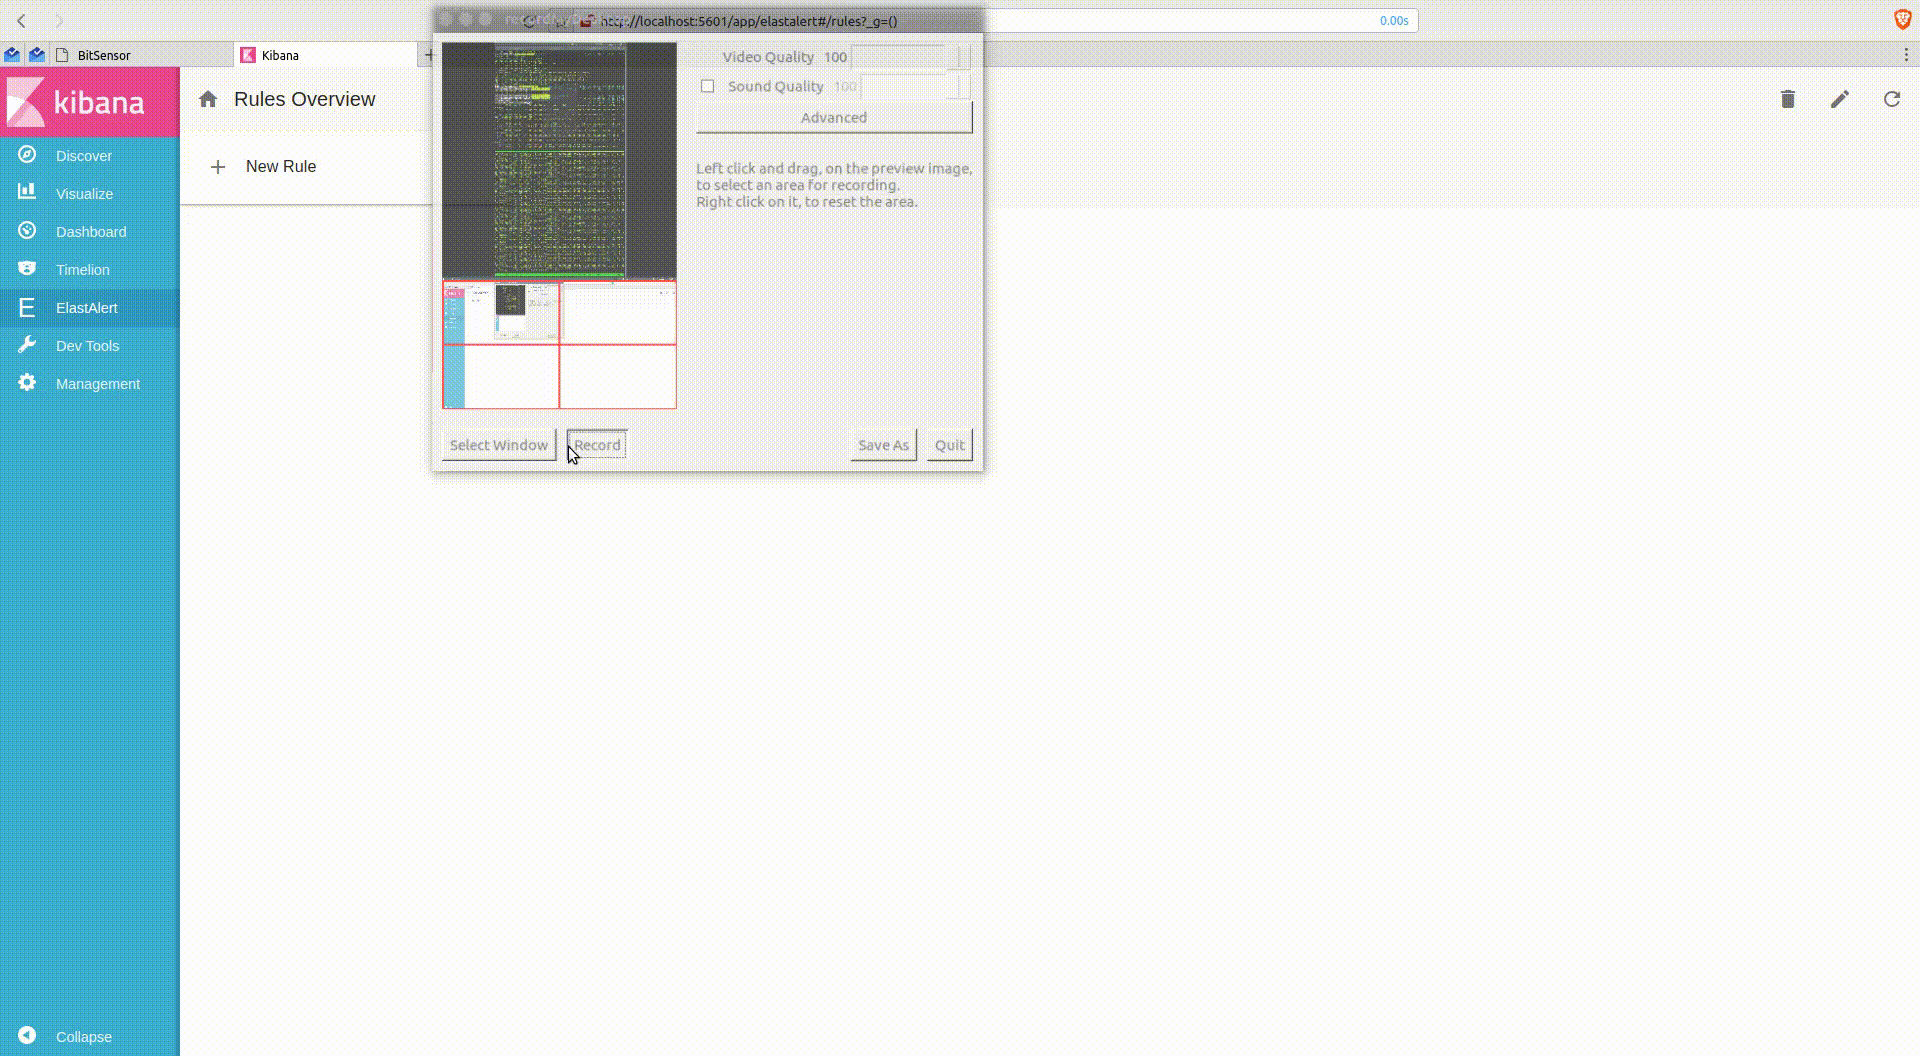 http://localhost:5601/app/elastalert#/rules?_g=()
0.00s
BitSensor
Kibana
kibana
Rules Overview
New Rule
Discover
Visualize
Dashboard
Timelion
E ElastAlert
Dev Tools
Management
Collapse
Video Quality 100
Sound Quality 100
Advanced
Left click and drag, on the preview image,
to select an area for recording.
Right click on it, to reset the area.
Select Window
Record
Save As
Quit